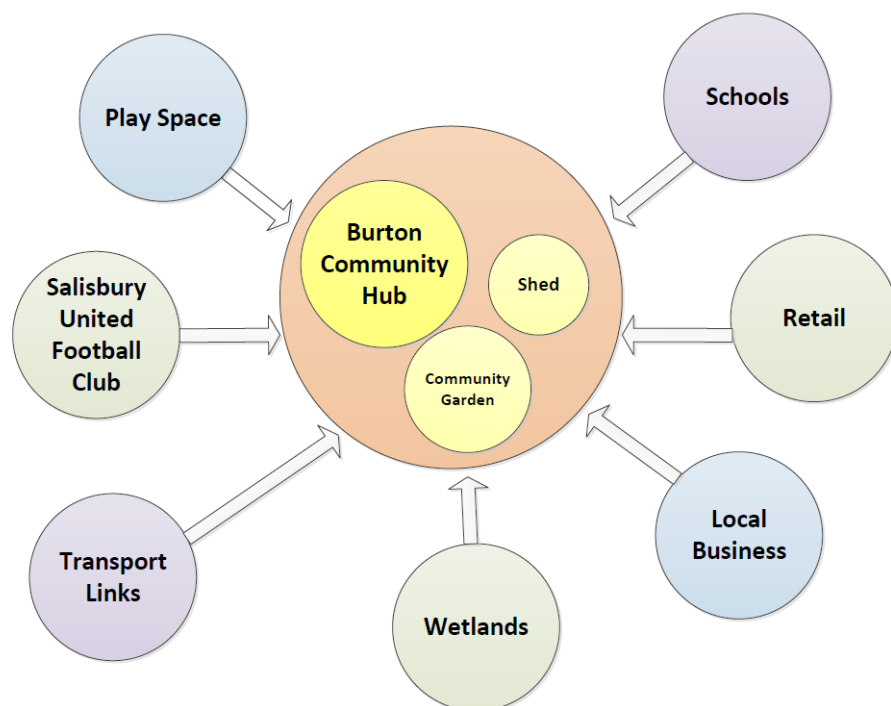 Play Space
Schools
Burton
Community
Hub
Shed
Community
Garden
Salisbury
United
Football
Club
Retail
Transport
Links
Wetlands
Local
Business